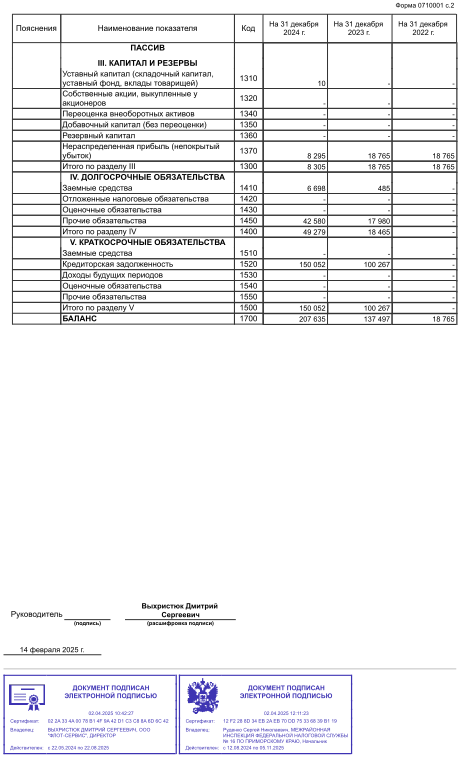 Форма 0710001 с.2
Пояснения Наименование показателя Код На 31 декабря 2024 г. На 31 декабря 2023 г. На 31 декабря 2022 г.
ПАССИВ
III. КАПИТАЛ И РЕЗЕРВЫ
Уставный капитал (складочный капитал,
уставный фонд, вклады товарищей) 1310 10 - -
Собственные акции, выкупленные у
акционеров 1320 - - -
Переоценка внеоборотных активов 1340 - - -
Добавочный капитал (без переоценки) 1350 - - -
Резервный капитал 1360 - - -
Нераспределенная прибыль (непокрытый
убыток) 1370 8 295 18 765 18 765
Итого по разделу III 1300 8 305 18 765 18 765
IV. ДОЛГОСРОЧНЫЕ ОБЯЗАТЕЛЬСТВА
Заемные средства 1410 6 698 485 -
Отложенные налоговые обязательства 1420 - - -
Оценочные обязательства 1430 - - -
Прочие обязательства 1450 42 580 17 980 -
Итого по разделу IV 1400 49 279 18 465 -
V. КРАТКОСРОЧНЫЕ ОБЯЗАТЕЛЬСТВА
Заемные средства 1510 - - -
Кредиторская задолженность 1520 150 052 100 267 -
Доходы будущих периодов 1530 - - -
Оценочные обязательства 1540 - - -
Прочие обязательства 1550 - - -
Итого по разделу V 1500 150 052 100 267 -
БАЛАНС 1700 207 635 137 497 18 765
Руководитель
(подпись)
Выхристюк Дмитрий
Сергеевич
(расшифровка подписи)
14 февраля 2025 г.
ДОКУМЕНТ ПОДПИСАН
ЭЛЕКТРОННОЙ ПОДПИСЬЮ
02.04.2025 10:42:27
Сертификат: 02 2A 33 4A 00 78 B1 4F 9A 42 D1 C3 C8 8A 6D 6C 42
Владелец: ВЫХРИСТЮК ДМИТРИЙ СЕРГЕЕВИЧ, ООО
"ФЛОТ-СЕРВИС", ДИРЕКТОР
Действителен: с 22.05.2024 по 22.08.2025
ДОКУМЕНТ ПОДПИСАН
ЭЛЕКТРОННОЙ ПОДПИСЬЮ
02.04.2025 12:11:23
Сертификат: 12 F2 28 8D 34 EB 2A EB 70 DD 75 33 68 39 B1 19
Владелец: Руденко Сергей Николаевич, МЕЖРАЙОННАЯ
ИНСПЕКЦИЯ ФЕДЕРАЛЬНОЙ НАЛОГОВОЙ СЛУЖБЫ
№ 16 ПО ПРИМОРСКОМУ КРАЮ, Начальник
Действителен: с 12.08.2024 по 05.11.2025